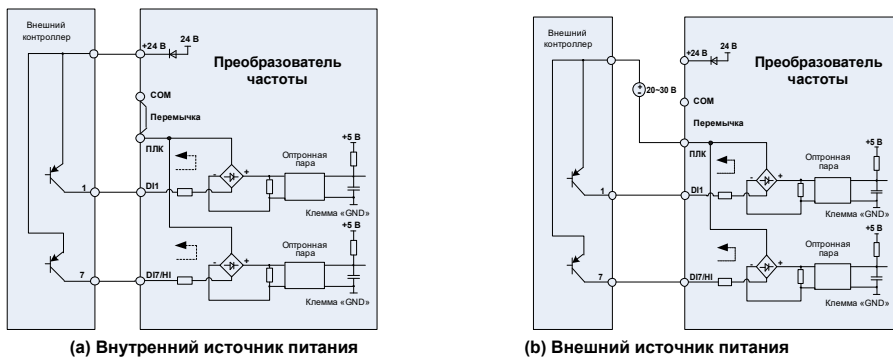 Внешний
контроллер
+24 В
24 В
Преобразователь
частоты
COM
Перемычка
ПЛК
+5 В
Оптронная
пара
- +
1
DI1
Клемма «GND»
+5 В
Оптронная
пара
- +
7
DI7/HI
Клемма «GND»
(a) Внутренний источник питания
Внешний
контроллер
+24 В
24 В
Преобразователь
частоты
20~30 В
COM
Перемычка
ПЛК
+5 В
Оптронная
пара
- +
1
DI1
Клемма «GND»
+5 В
Оптронная
пара
- +
7
DI7/HI
Клемма «GND»
(b) Внешний источник питания